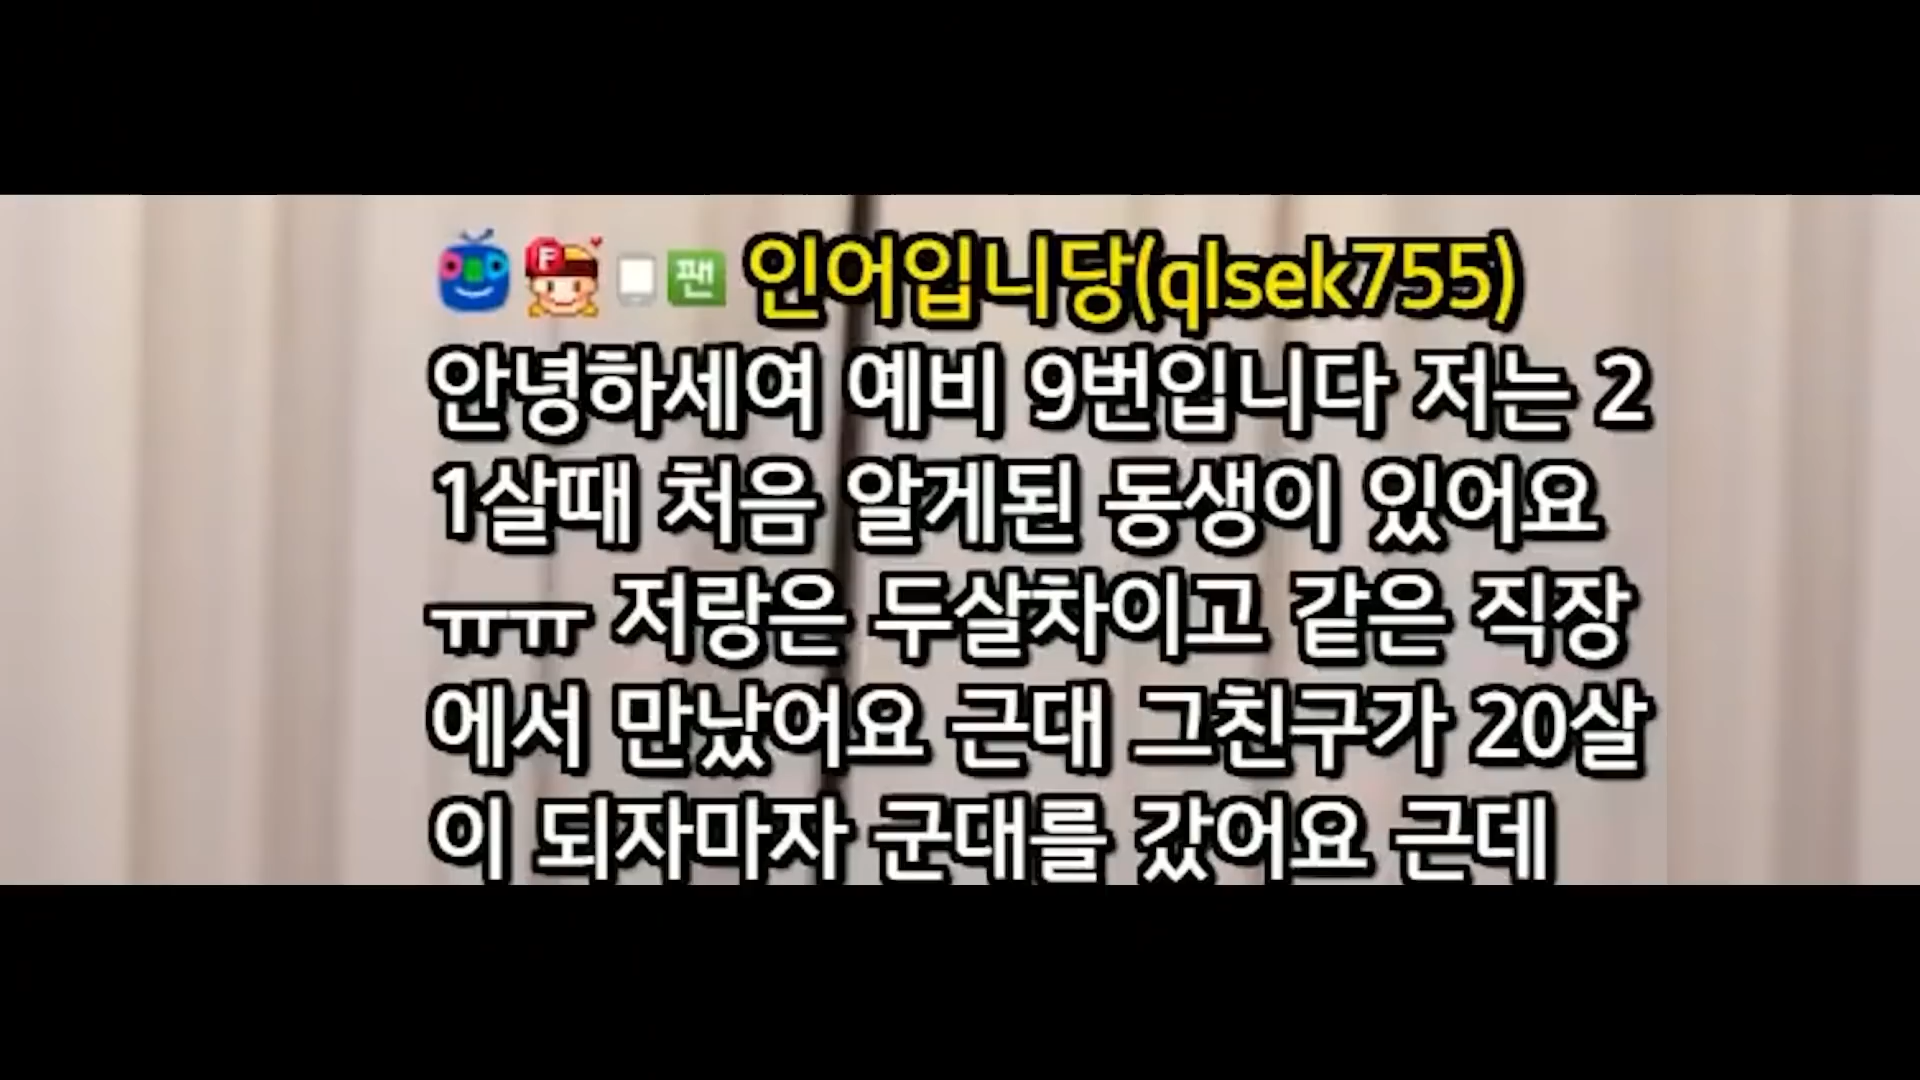 F 팬 인어입니당(qlsek755)
안녕하세여 예비 9번입니다 저는 2
1살때 처음 알게된 동생이 있어요
ㅠㅠ 저랑은 두살차이고 같은 직장
에서 만났어요 근대 그친구가 20살
이 되자마자 군대를 갔어요 근데